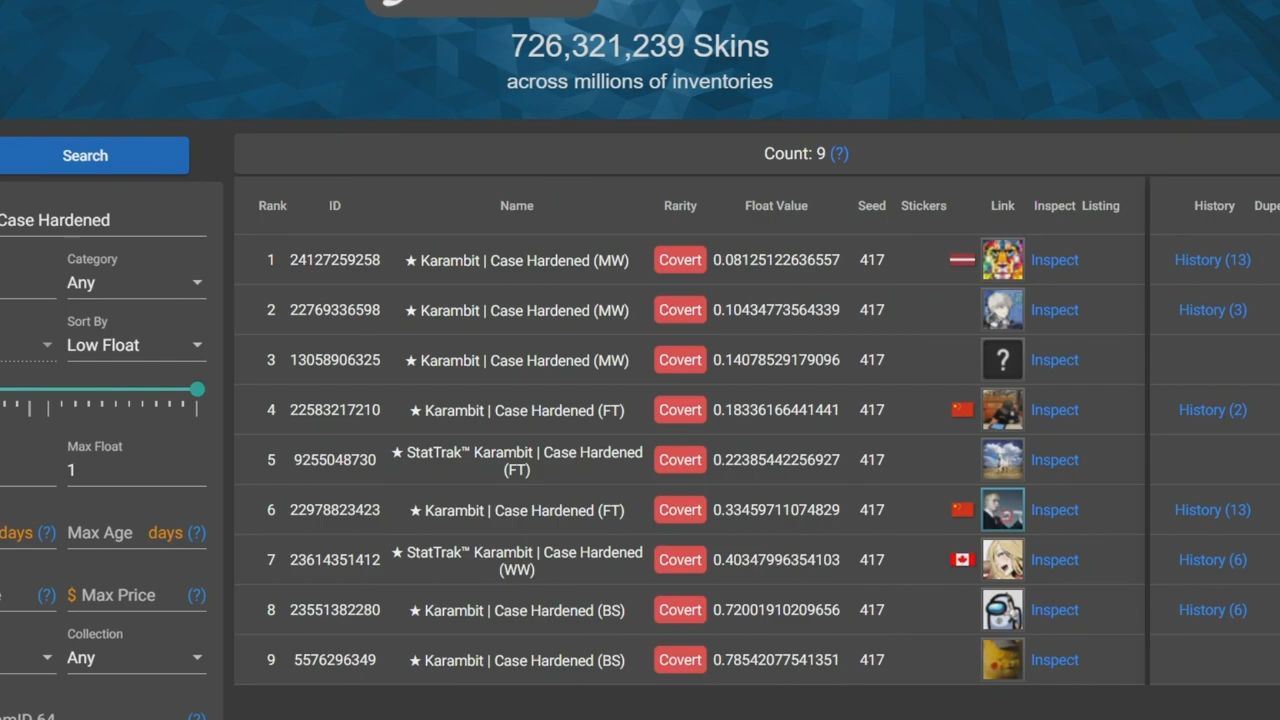 726,321,239 Skins
across millions of inventories
Search
Count: 9 (?)
Case Hardened
Category
Any
Sort By
Low Float
Max Float
1
days (?) Max Age days (?)
(?) $ Max Price (?)
Collection
Any
(?)
Rank ID Name Rarity Float Value Seed Stickers Link Inspect Listing History
1 24127259258 ★ Karambit | Case Hardened (MW) Covert 0.08125122636557 417 Inspect History (13)
2 22769336598 ★ Karambit | Case Hardened (MW) Covert 0.10434773564339 417 Inspect History (3)
3 13058906325 ★ Karambit | Case Hardened (MW) Covert 0.14078529179096 417 ? Inspect
4 22583217210 ★ Karambit | Case Hardened (FT) Covert 0.18336166441441 417 Inspect History (2)
5 9255048730 ★ StatTrak™ Karambit | Case Hardened (FT) Covert 0.22385442256927 417 Inspect
6 22978823423 ★ Karambit | Case Hardened (FT) Covert 0.33459711074829 417 Inspect History (13)
7 23614351412 ★ StatTrak™ Karambit | Case Hardened (WW) Covert 0.40347996354103 417 Inspect History (6)
8 23551382280 ★ Karambit | Case Hardened (BS) Covert 0.72001910209656 417 Inspect History (6)
9 5576296349 ★ Karambit | Case Hardened (BS) Covert 0.78542077541351 417 Inspect